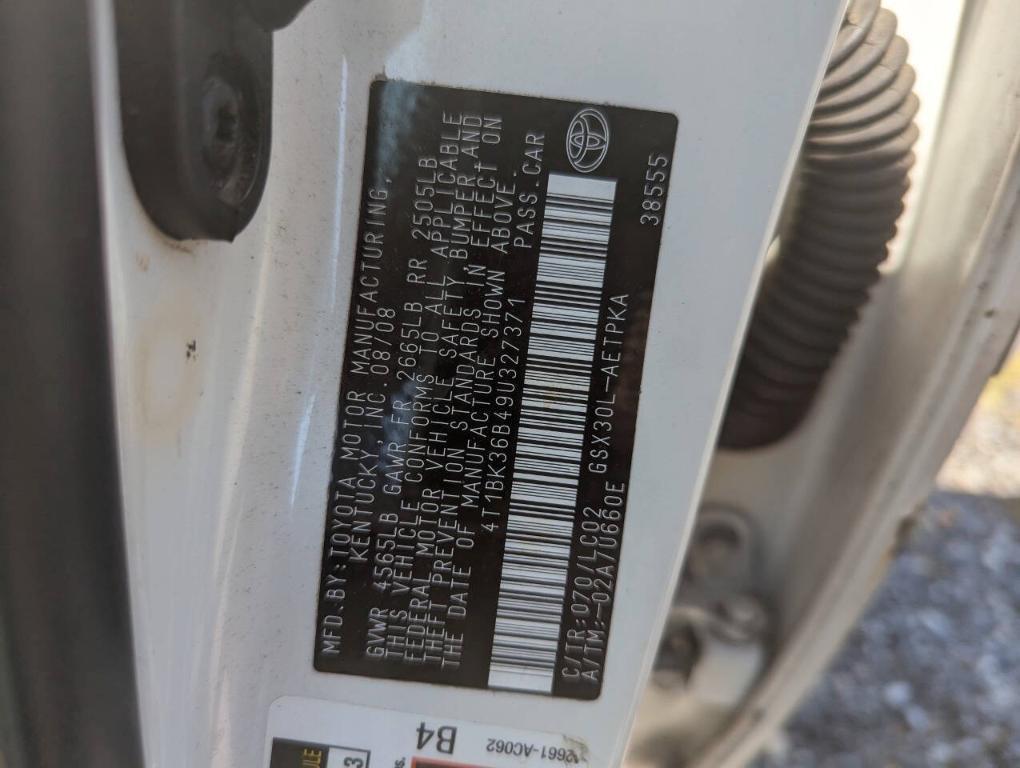 MFD.BY:TOYOTA MOTOR MANUFACTURING,
KENTUCKY,INC.08/08
GVWR 4565LB GAWR FR 2665LB RR 2505LB
THIS VEHICLE CONFORMS TO ALL APPLICABLE
FEDERAL MOTOR VEHICLE SAFETY,BUMPER,AND
THEFT PREVENTION STANDARDS IN EFFECT ON
THE DATE OF MANUFACTURE SHOWN ABOVE.
4T1BK36B49U327371 PASS.CAR
C/TR:070/LC02
A/TM:-02A/U660E GSX30L-AETPKA
38555
B4
2661-AC062